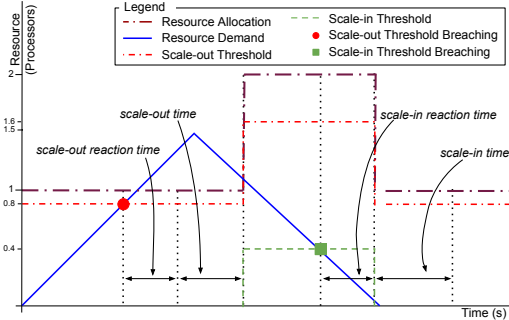 Legend
Resource Allocation
Resource Demand
Scale-out Threshold
Scale-in Threshold
Scale-out Threshold Breaching
Scale-in Threshold Breaching
Resource
(Processors)
2
1.6
1.5
1
0.8
0.4
scale-out reaction time
scale-out time
scale-in reaction time
scale-in time
Time (s)